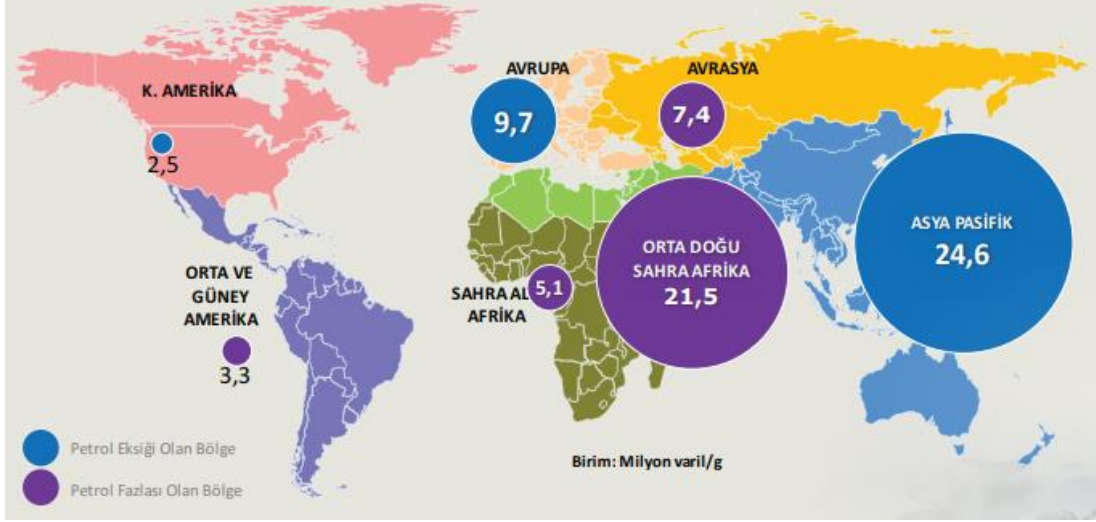 AVRUPA
AVRASYA
K. AMERİKA
9,7
7,4
2,5
ASYA PASİFİK
24,6
ORTA DOĞU
SAHRA AFRİKA
21,5
ORTA VE
GÜNEY
AMERİKA
SAHRA AL
AFRİKA
5,1
3,3
Petrol Eksiği Olan Bölge
Petrol Fazlası Olan Bölge
Birim: Milyon varil/g